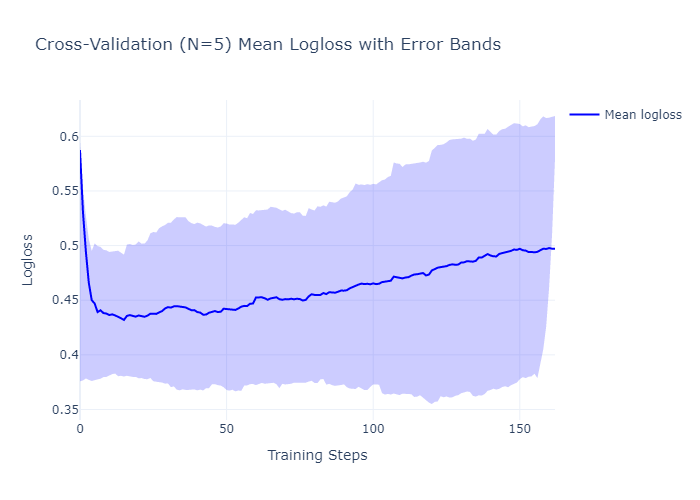 Cross-Validation (N=5) Mean Logloss with Error Bands
Mean logloss
0.6
0.55
0.5
0.45
0.4
0.35
Logloss
0
50
100
150
Training Steps